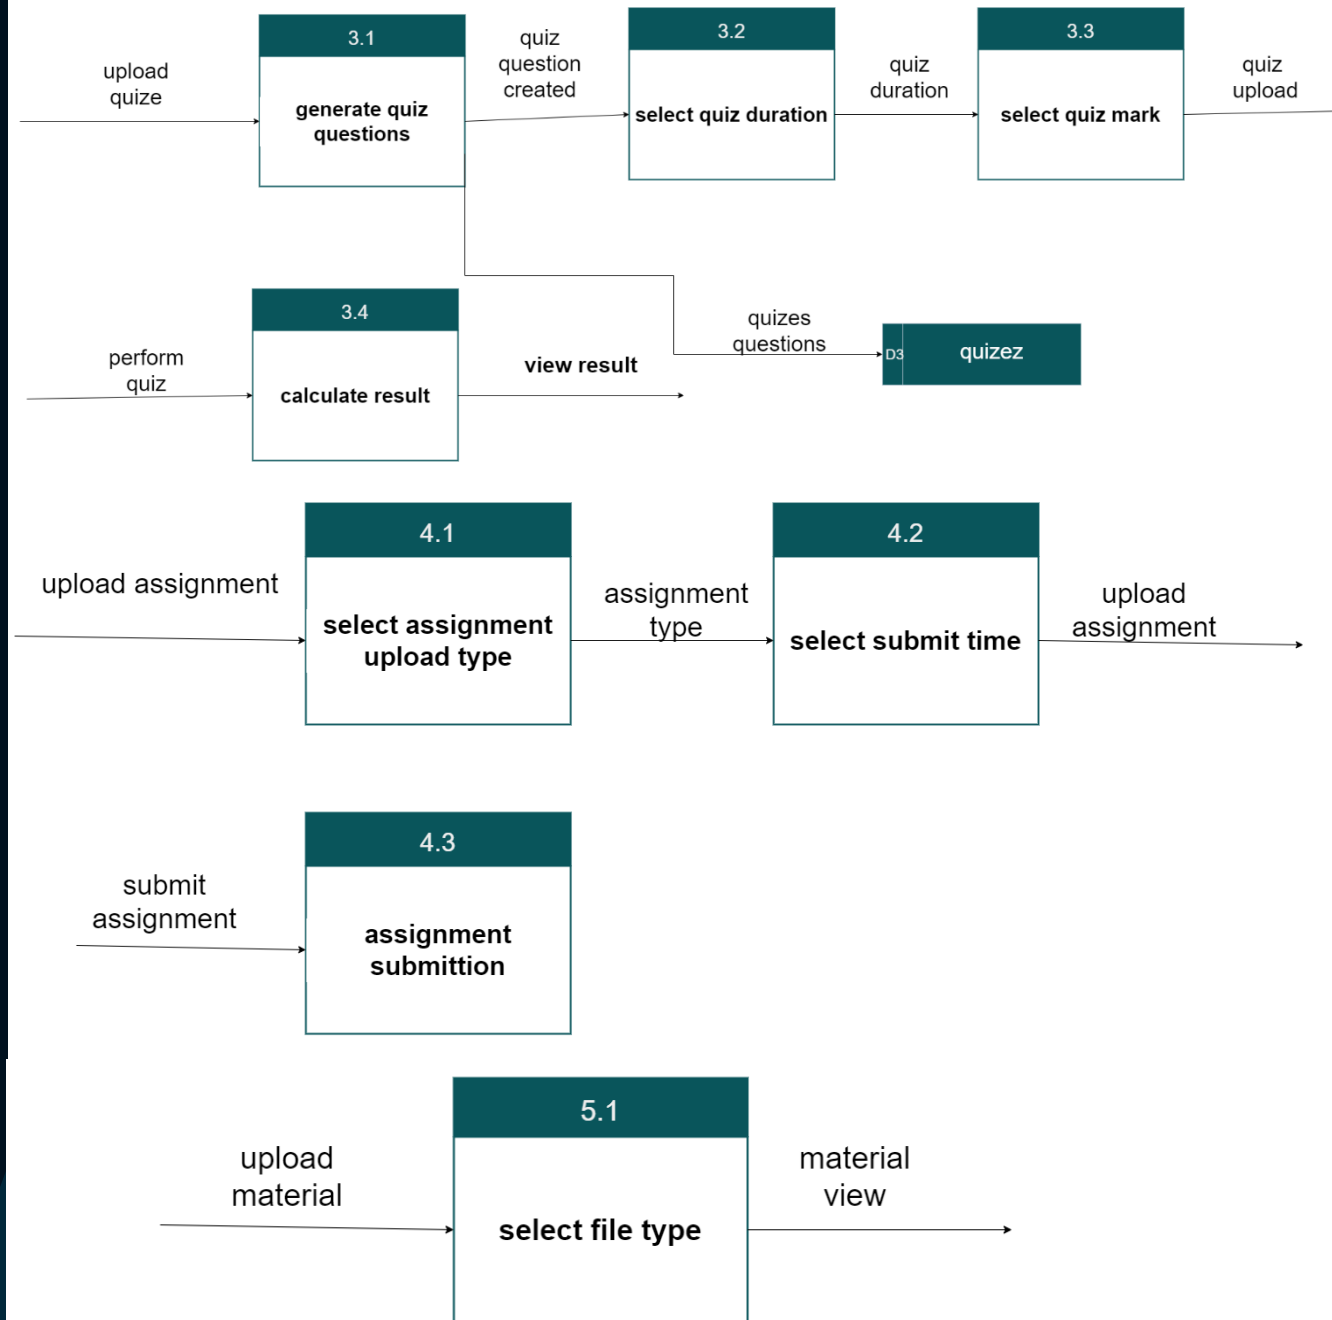 3.1
3.2
3.3
upload
quize
generate quiz
questions
quiz
question
created
select quiz duration
quiz
duration
select quiz mark
quiz
upload
3.4
perform
quiz
calculate result
view result
quizes
questions
D3
quizez
4.1
4.2
upload assignment
select assignment
upload type
assignment
type
select submit time
upload
assignment
4.3
submit
assignment
assignment
submittion
5.1
upload
material
select file type
material
view